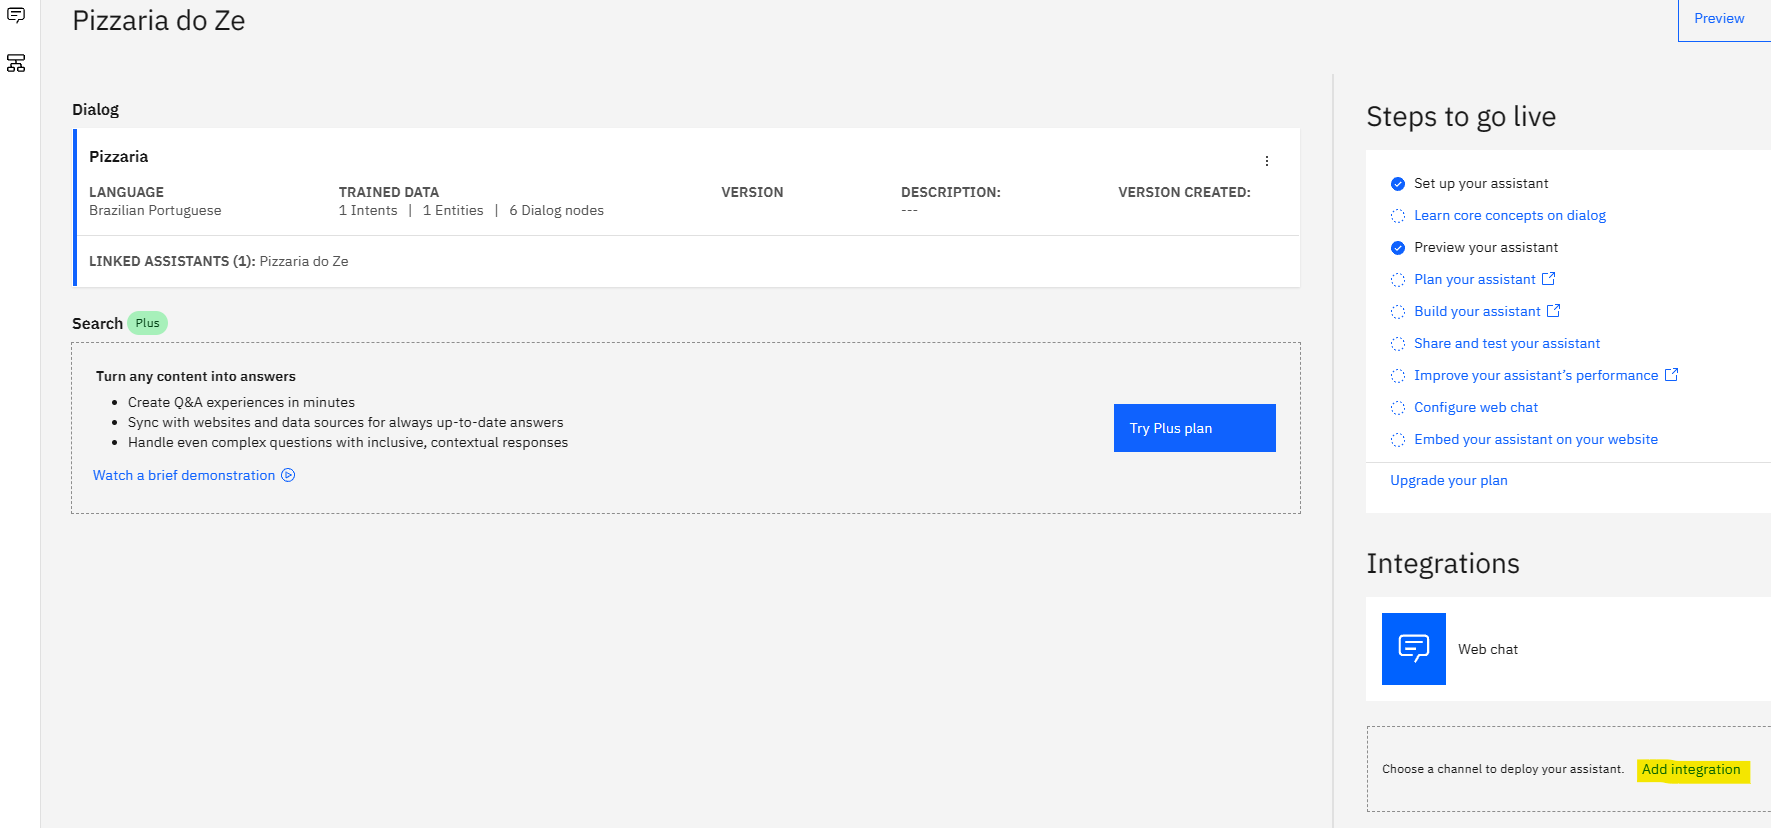 Pizzaria do Ze
Preview
Dialog
Pizzaria
LANGUAGE
Brazilian Portuguese
TRAINED DATA
1 Intents | 1 Entities | 6 Dialog nodes
VERSION
DESCRIPTION:
---
VERSION CREATED:
LINKED ASSISTANTS (1): Pizzaria do Ze
Search Plus
Turn any content into answers
• Create Q&A experiences in minutes
• Sync with websites and data sources for always up-to-date answers
• Handle even complex questions with inclusive, contextual responses
Watch a brief demonstration
Try Plus plan
Steps to go live
Set up your assistant
Learn core concepts on dialog
Preview your assistant
Plan your assistant
Build your assistant
Share and test your assistant
Improve your assistant's performance
Configure web chat
Embed your assistant on your website
Upgrade your plan
Integrations
Web chat
Choose a channel to deploy your assistant. Add integration